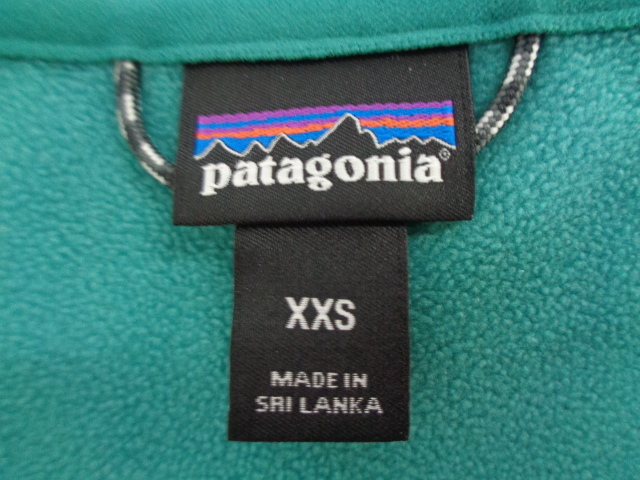 patagonia®
XXS
MADE IN
SRI LANKA